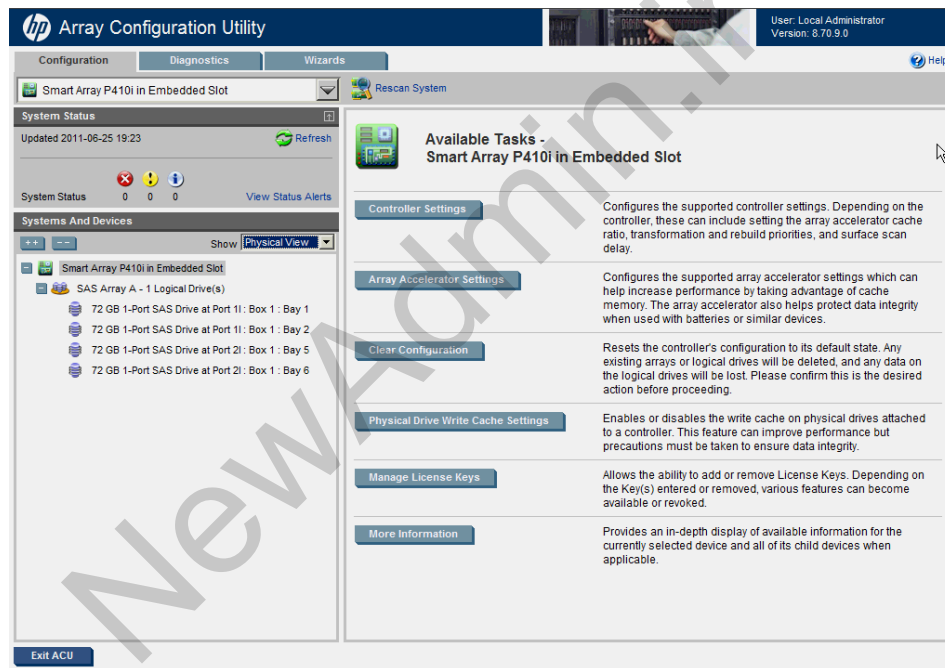 hp Array Configuration Utility
User: Local Administrator
Version: 8.70.9.0
Configuration
Diagnostics
Wizards
Help
Smart Array P410i in Embedded Slot
Rescan System
System Status
Updated 2011-06-25 19:23
Refresh
System Status 0 0 0 View Status Alerts
Systems And Devices
++ -- Show Physical View
Smart Array P410i in Embedded Slot
SAS Array A - 1 Logical Drive(s)
72 GB 1-Port SAS Drive at Port 1I : Box 1 : Bay 1
72 GB 1-Port SAS Drive at Port 1I : Box 1 : Bay 2
72 GB 1-Port SAS Drive at Port 2I : Box 1 : Bay 5
72 GB 1-Port SAS Drive at Port 2I : Box 1 : Bay 6
Available Tasks -
Smart Array P410i in Embedded Slot
Controller Settings
Configures the supported controller settings. Depending on the
controller, these can include setting the array accelerator cache
ratio, transformation and rebuild priorities, and surface scan
delay.
Array Accelerator Settings
Configures the supported array accelerator settings which can
help increase performance by taking advantage of cache
memory. The array accelerator also helps protect data integrity
when used with batteries or similar devices.
Clear Configuration
Resets the controller's configuration to its default state. Any
existing arrays or logical drives will be deleted, and any data on
the logical drives will be lost. Please confirm this is the desired
action before proceeding.
Physical Drive Write Cache Settings
Enables or disables the write cache on physical drives attached
to a controller. This feature can improve performance but
precautions must be taken to ensure data integrity.
Manage License Keys
Allows the ability to add or remove License Keys. Depending on
the Key(s) entered or removed, various features can become
available or revoked.
More Information
Provides an in-depth display of available information for the
currently selected device and all of its child devices when
applicable.
Exit ACU
NewAdmin.in